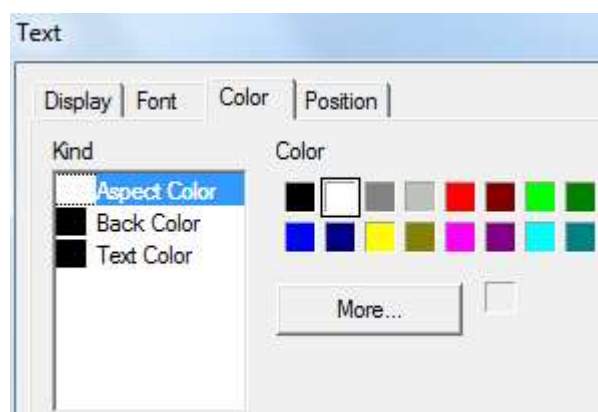 Text
Display Font Color Position
Kind Color
Aspect Color
Back Color
Text Color
More...